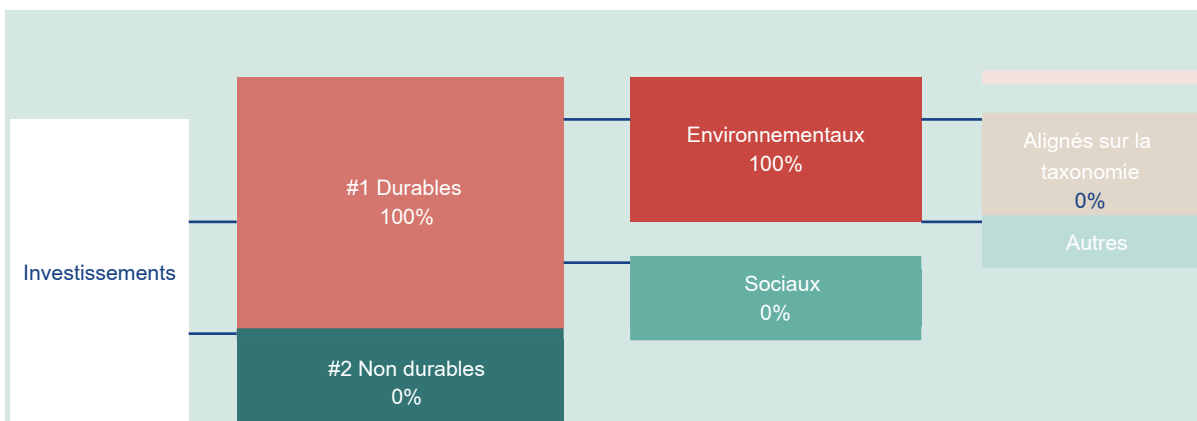 Investissements
#1 Durables
100%
#2 Non durables
0%
Environnementaux
100%
Sociaux
0%
Alignés sur la
taxonomie
0%
Autres